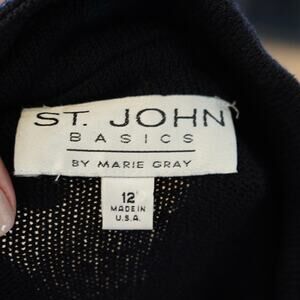 ST. JOHN
BASICS
BY MARIE GRAY
12
MADE IN
U.S.A.